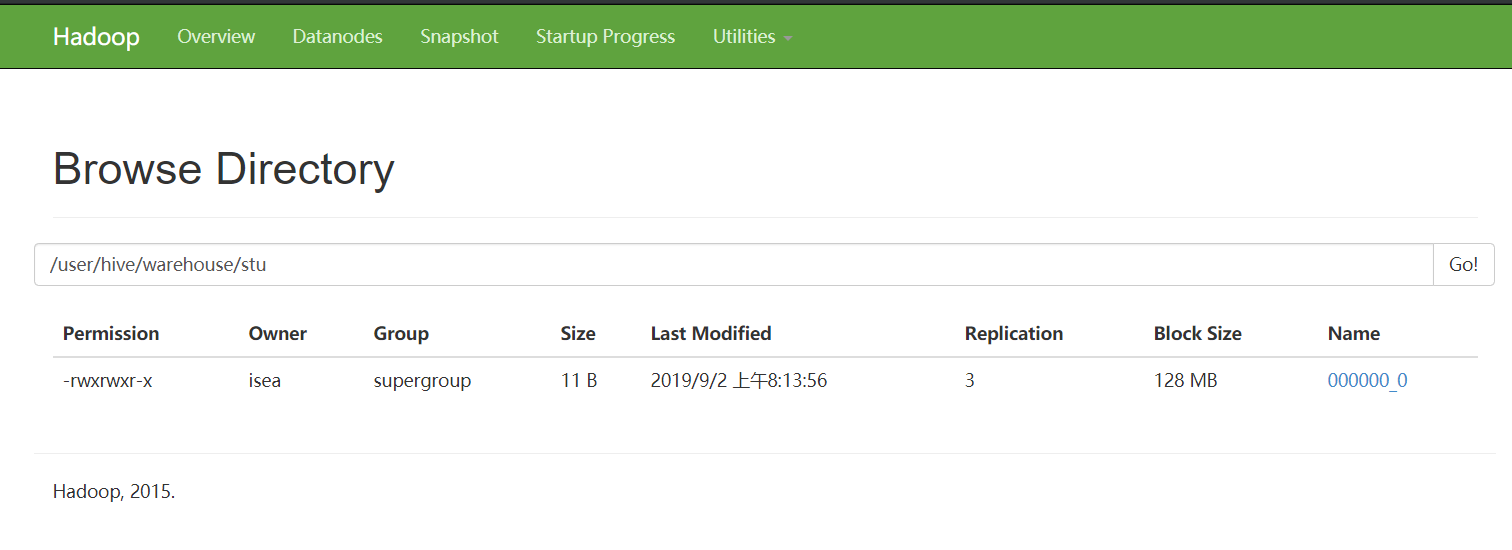 Hadoop Overview Datanodes Snapshot Startup Progress Utilities
Browse Directory
/user/hive/warehouse/stu Go!
Permission Owner Group Size Last Modified Replication Block Size Name
-rwxrwxr-x isea supergroup 11 B 2019/9/2 上午8:13:56 3 128 MB 000000_0
Hadoop, 2015.